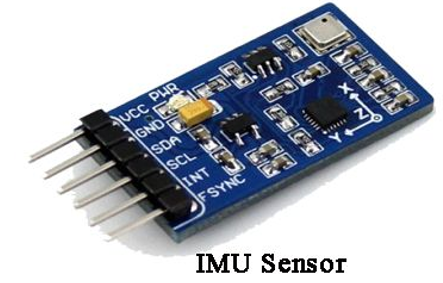 PWR
VCC
GND
SDA
SCL
INT
FSYNC
X
Z
Y
IMU Sensor